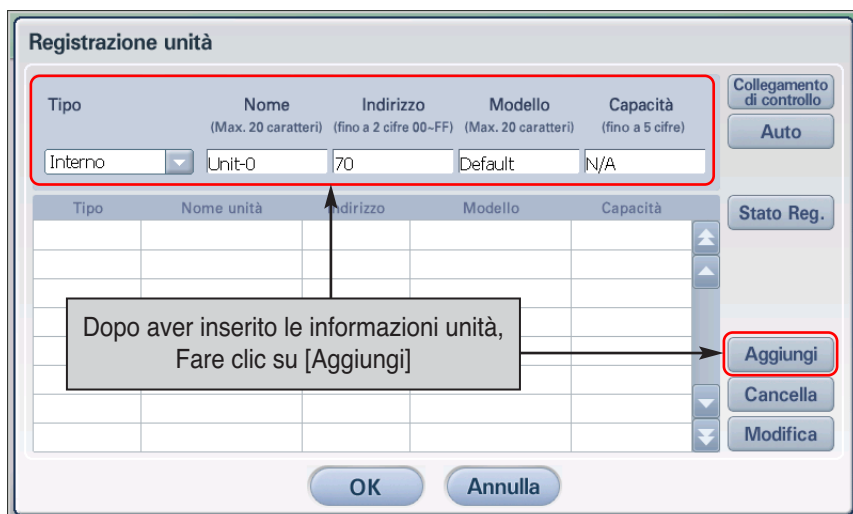 Registrazione unità
Tipo Nome Indirizzo Modello Capacità
(Max. 20 caratteri) (fino a 2 cifre 00~FF) (Max. 20 caratteri) (fino a 5 cifre)
Interno Unit-0 70 Default N/A
Collegamento
di controllo
Auto
Tipo Nome unità Indirizzo Modello Capacità
Stato Reg.
Dopo aver inserito le informazioni unità,
Fare clic su [Aggiungi]
Aggiungi
Cancella
Modifica
OK Annulla